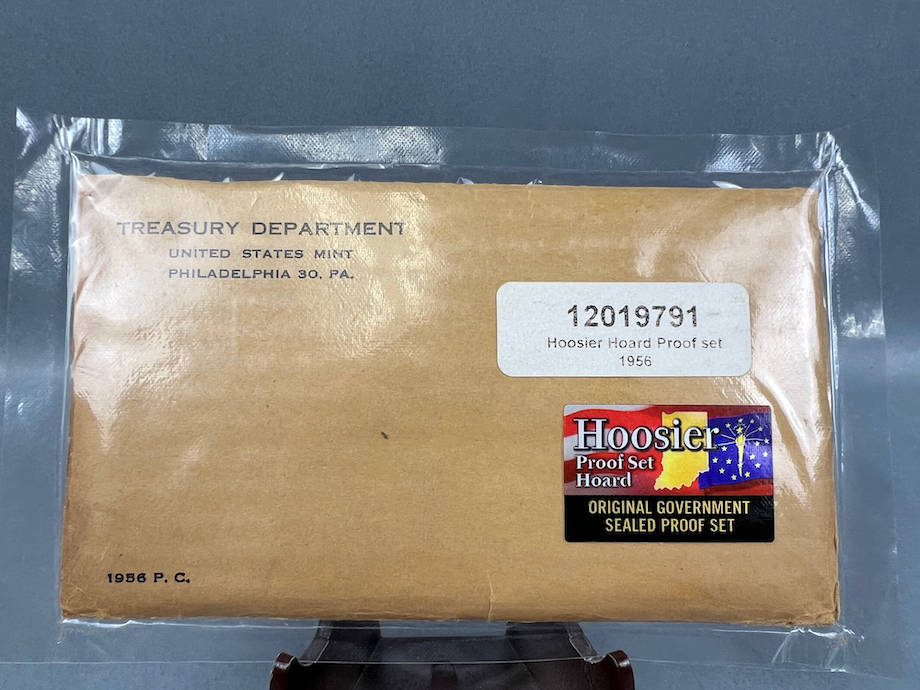 TREASURY DEPARTMENT
UNITED STATES MINT
PHILADELPHIA 30, PA.
12019791
Hoosier Hoard Proof set
1956
Hoosier
Proof Set
Hoard
ORIGINAL GOVERNMENT
SEALED PROOF SET
1956 P. C.